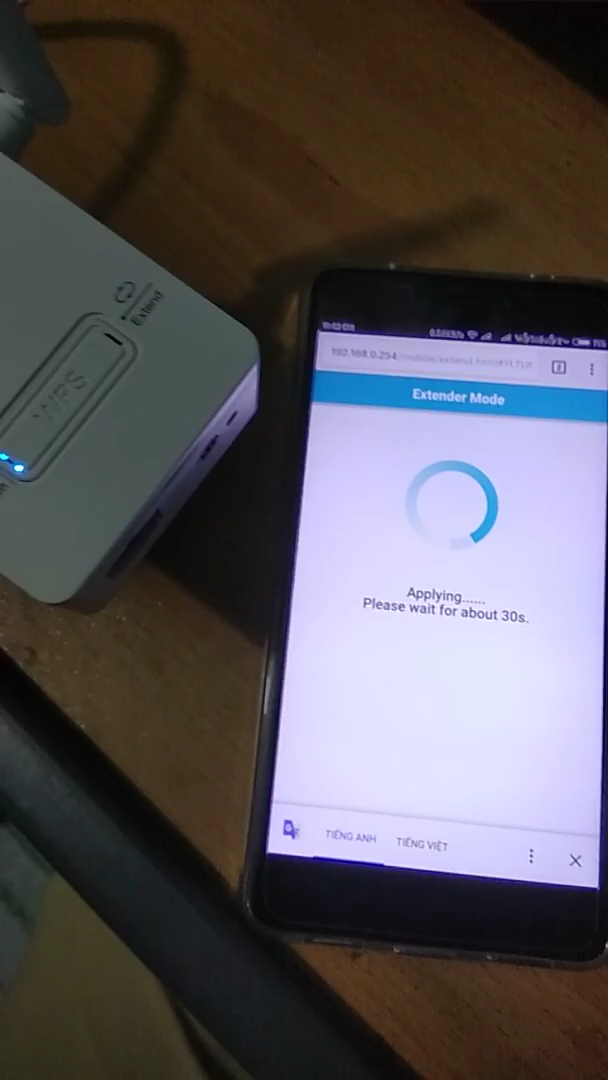 Extend
WPS
192.168.0.254
Extender Mode
Applying......
Please wait for about 30s.
TIẾNG ANH
TIẾNG VIỆT